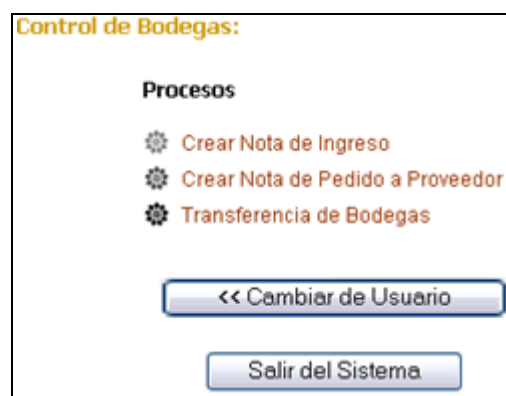 Control de Bodegas:
Procesos
Crear Nota de Ingreso
Crear Nota de Pedido a Proveedor
Transferencia de Bodegas
<< Cambiar de Usuario
Salir del Sistema